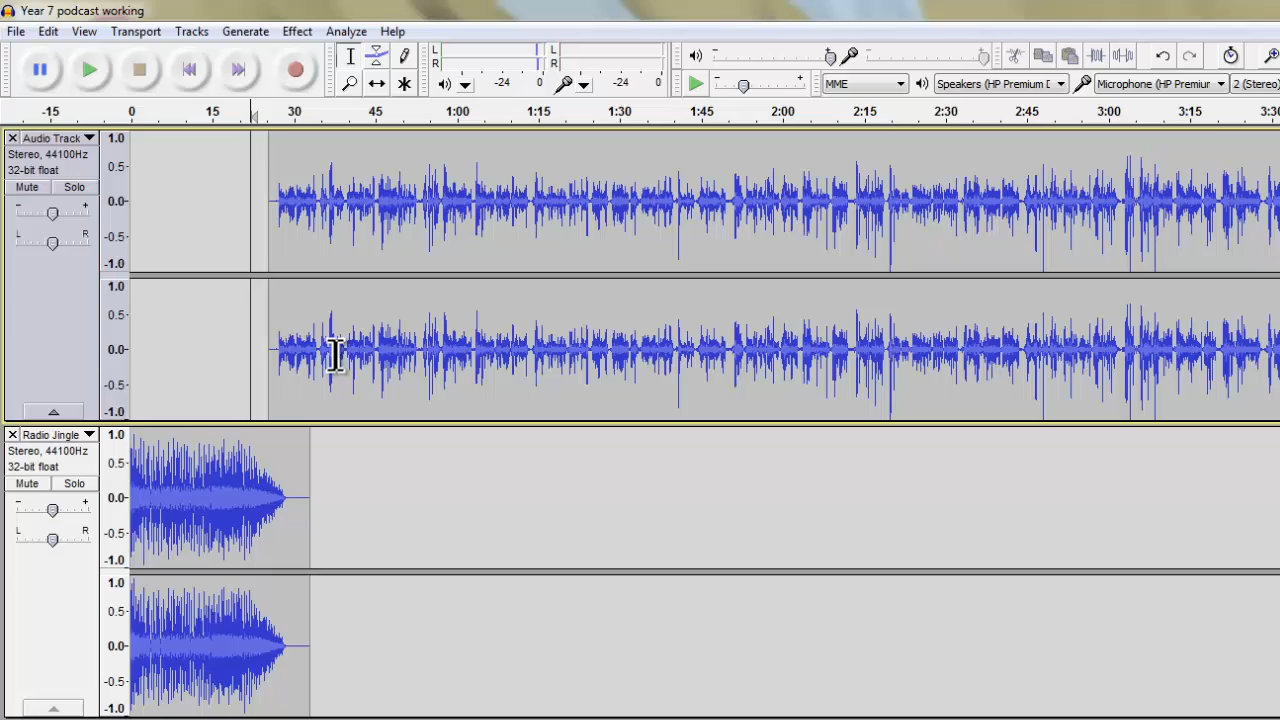 Year 7 podcast working
File Edit View Transport Tracks Generate Effect Analyze Help
L
R
-24 0
L
R
-24 0
MME
Speakers (HP Premium D
Microphone (HP Premiur
2 (Stereo)
-15 0 15 30 45 1:00 1:15 1:30 1:45 2:00 2:15 2:30 2:45 3:00 3:15 3:30
Audio Track
Stereo, 44100Hz
32-bit float
Mute Solo
- +
L R
1.0
0.5-
0.0-
-0.5-
-1.0
1.0
0.5-
0.0-
-0.5-
-1.0
Radio Jingle
Stereo, 44100Hz
32-bit float
Mute Solo
- +
L R
1.0
0.5-
0.0-
-0.5-
-1.0
1.0
0.5-
0.0-
-0.5-
-1.0